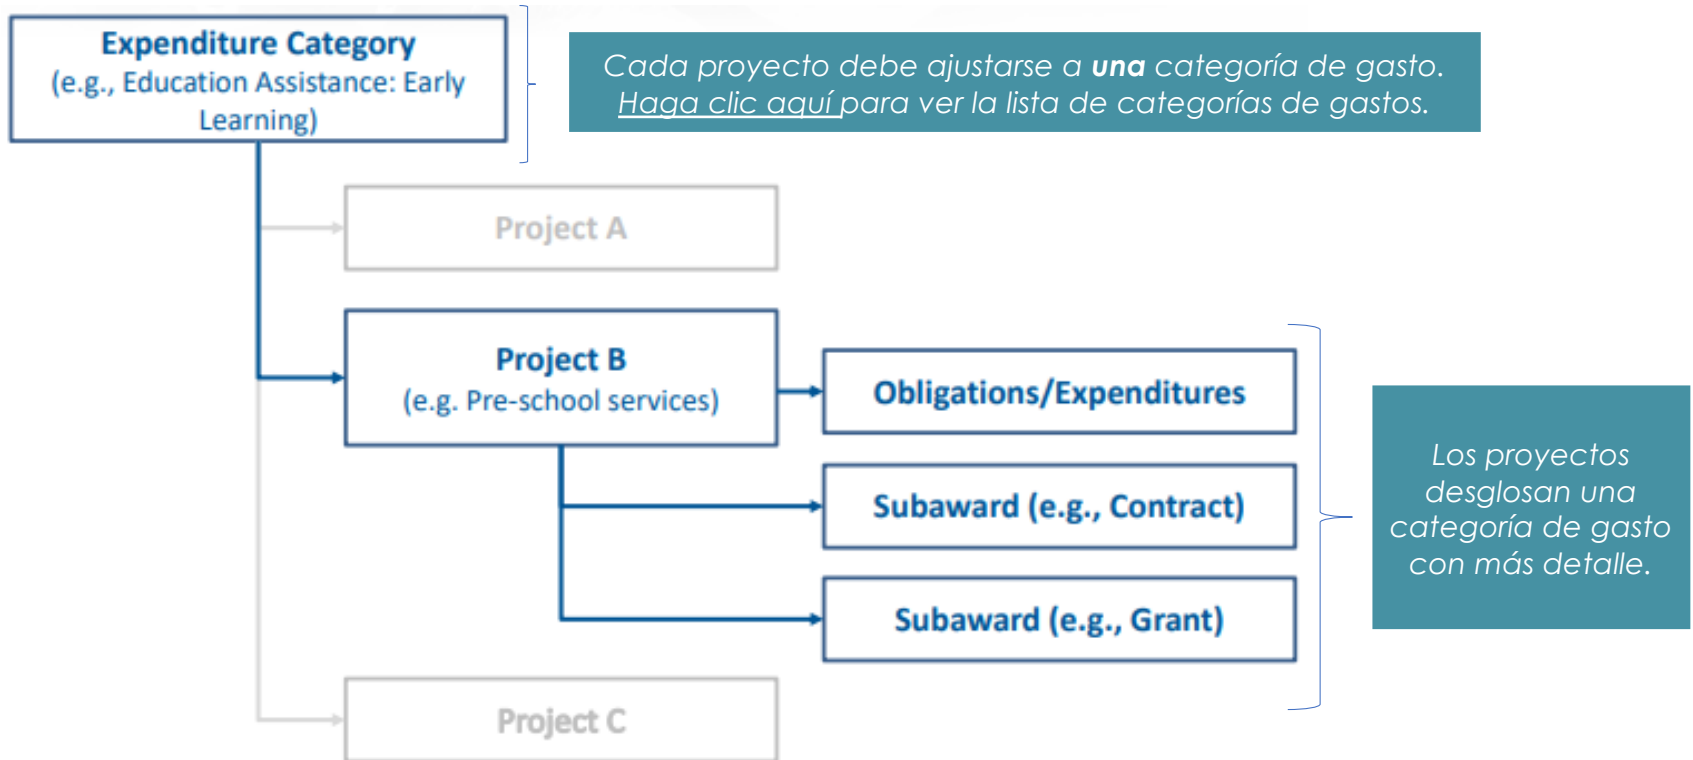 Expenditure Category
(e.g., Education Assistance: Early
Learning)
Cada proyecto debe ajustarse a una categoría de gasto.
Haga clic aquí para ver la lista de categorías de gastos.
Project A
Project B
(e.g. Pre-school services)
Obligations/Expenditures
Subaward (e.g., Contract)
Subaward (e.g., Grant)
Los proyectos
desglosan una
categoría de gasto
con más detalle.
Project C